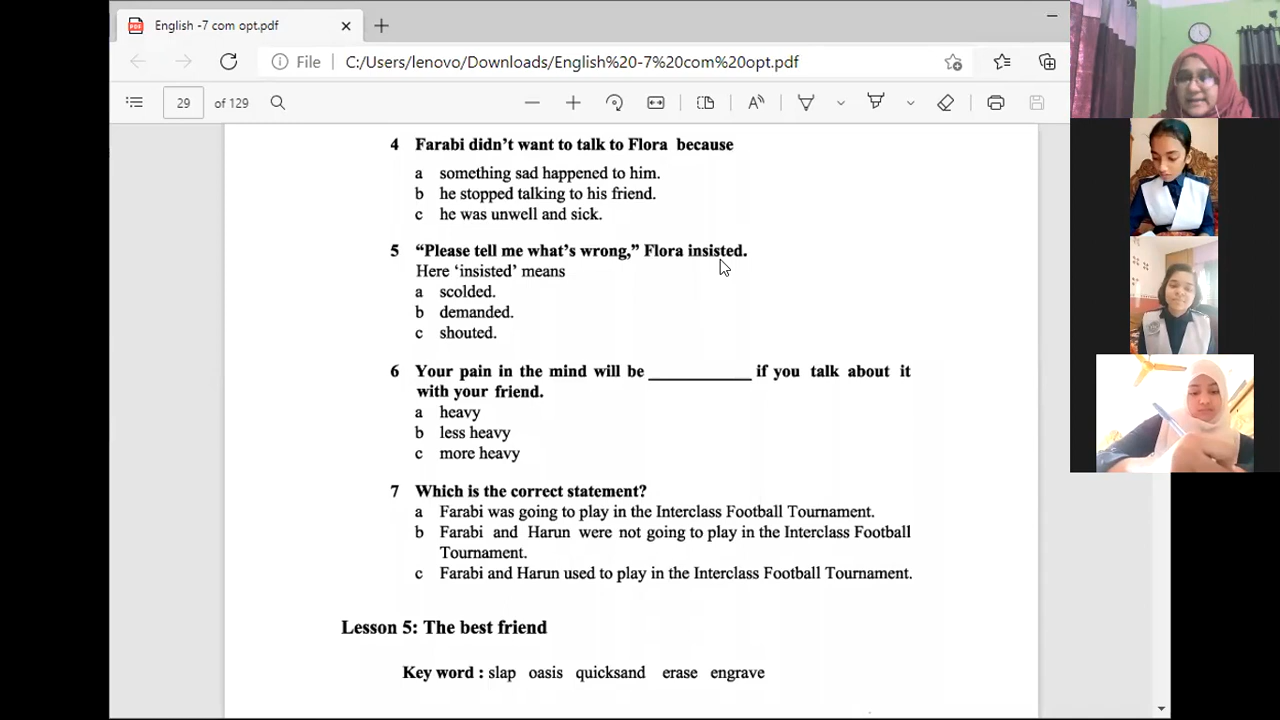 English -7 com opt.pdf
File C:/Users/lenovo/Downloads/English%20-7%20com%20opt.pdf
29 of 129
4 Farabi didn't want to talk to Flora because
a something sad happened to him.
b he stopped talking to his friend.
c he was unwell and sick.
5 “Please tell me what's wrong,” Flora insisted.
Here ‘insisted’ means
a scolded.
b demanded.
c shouted.
6 Your pain in the mind will be ___________ if you talk about it
with your friend.
a heavy
b less heavy
c more heavy
7 Which is the correct statement?
a Farabi was going to play in the Interclass Football Tournament.
b Farabi and Harun were not going to play in the Interclass Football
Tournament.
c Farabi and Harun used to play in the Interclass Football Tournament.
Lesson 5: The best friend
Key word : slap oasis quicksand erase engrave